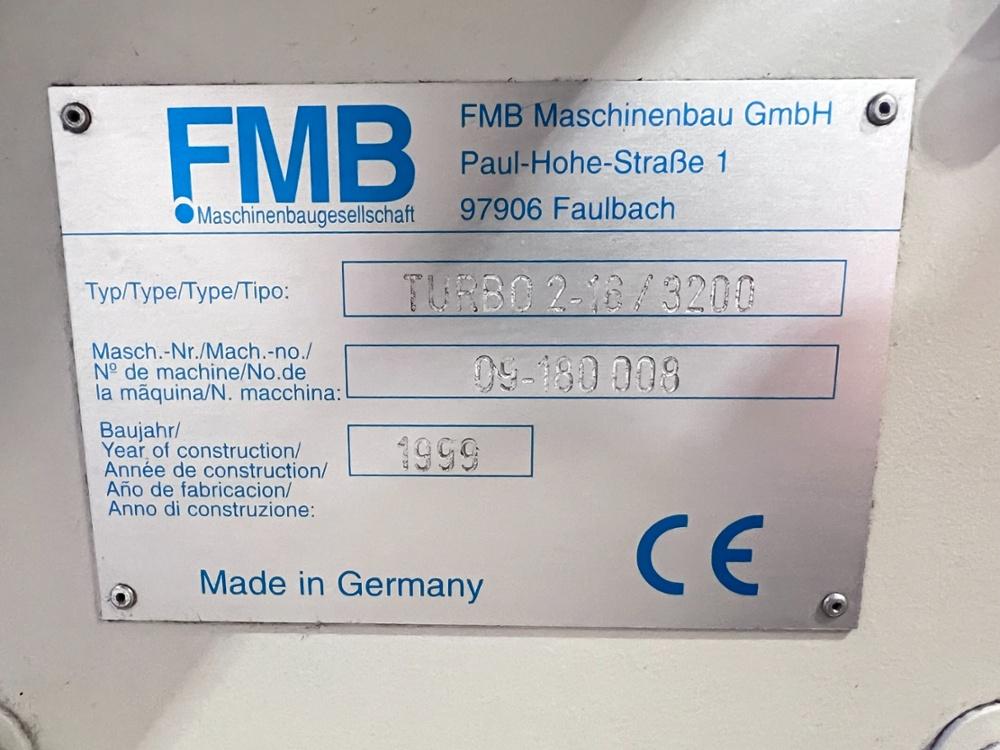 FMB
Maschinenbaugesellschaft
FMB Maschinenbau GmbH
Paul-Hohe-Straße 1
97906 Faulbach
Typ/Type/Type/Tipo:
TURBO 2-16/3200
Masch.-Nr./Mach.-no./
Nº de machine/No.de
la mãquina/N. macchina:
09-180 008
Baujahr/
Year of construction/
Année de construction/
Año de fabricacion/
Anno di construzione:
1999
Made in Germany
CE